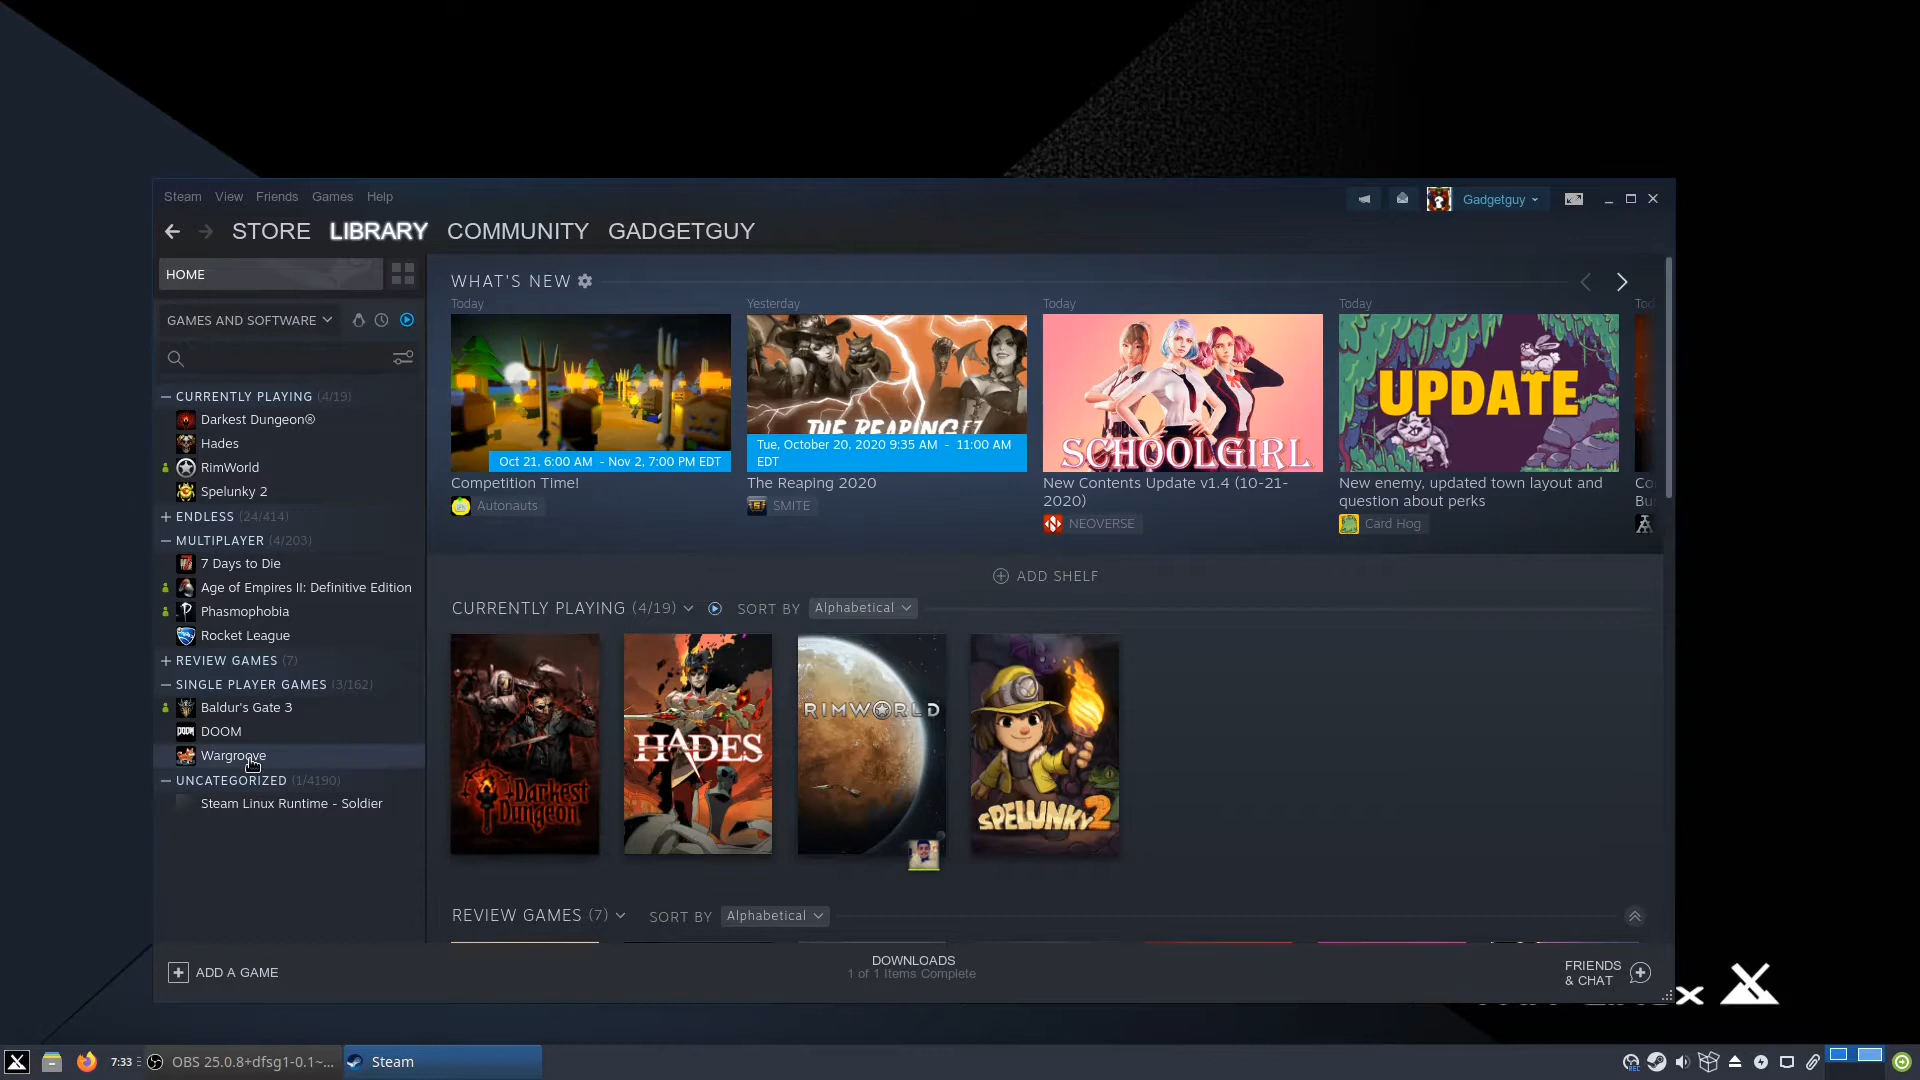 Steam View Friends Games Help
Gadgetguy
STORE LIBRARY COMMUNITY GADGETGUY
HOME
GAMES AND SOFTWARE
CURRENTLY PLAYING (4/19)
Darkest Dungeon®
Hades
RimWorld
Spelunky 2
ENDLESS (24/414)
MULTIPLAYER (4/203)
7 Days to Die
Age of Empires II: Definitive Edition
Phasmophobia
Rocket League
REVIEW GAMES (7)
SINGLE PLAYER GAMES (3/162)
Baldur's Gate 3
DOOM
Wargroove
UNCATEGORIZED (1/4190)
Steam Linux Runtime - Soldier
WHAT'S NEW
Today
Oct 21, 6:00 AM - Nov 2, 7:00 PM EDT
Competition Time!
Autonauts
Yesterday
THE REAPING
Tue, October 20, 2020 9:35 AM - 11:00 AM
EDT
The Reaping 2020
SMITE
Today
SCHOOLGIRL
New Contents Update v1.4 (10-21-
2020)
NEOVERSE
Today
UPDATE
New enemy, updated town layout and
question about perks
Card Hog
ADD SHELF
CURRENTLY PLAYING (4/19) SORT BY Alphabetical
Darkest
Dungeon
HADES
RIMWORLD
SPELUNKY 2
REVIEW GAMES (7) SORT BY Alphabetical
ADD A GAME
DOWNLOADS
1 of 1 Items Complete
FRIENDS
& CHAT
7:33
OBS 25.0.8+dfsg1-0.1~...
Steam